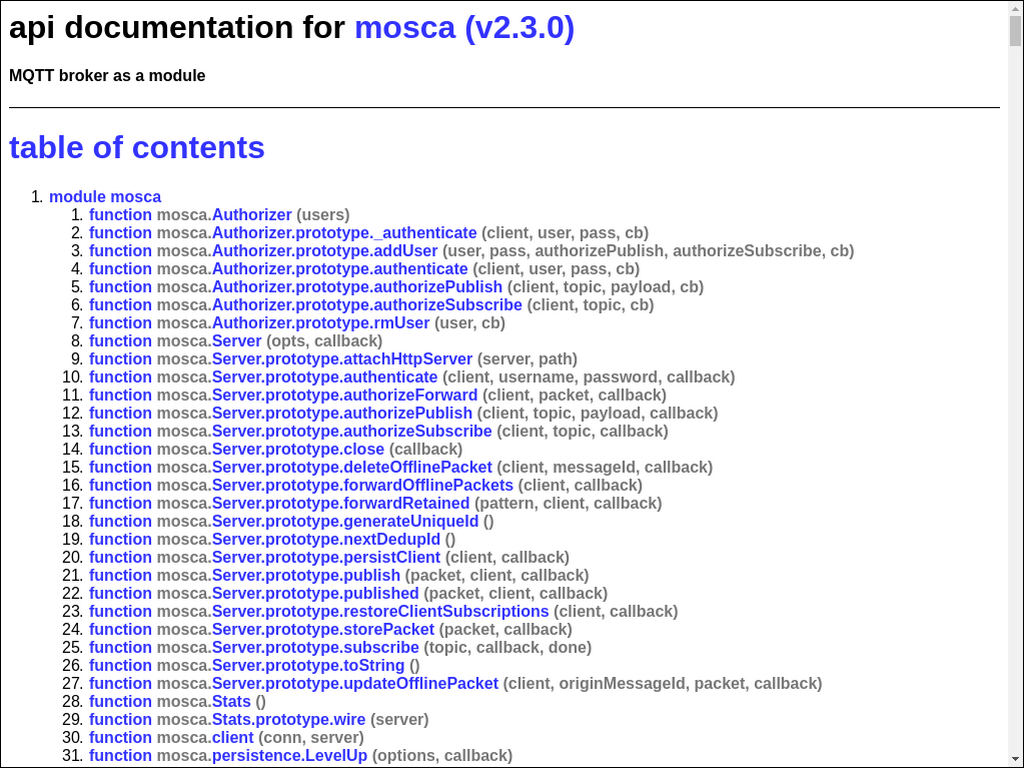 api documentation for mosca (v2.3.0)
MQTT broker as a module
table of contents
1. module mosca
1. function mosca.Authorizer (users)
2. function mosca.Authorizer.prototype._authenticate (client, user, pass, cb)
3. function mosca.Authorizer.prototype.addUser (user, pass, authorizePublish, authorizeSubscribe, cb)
4. function mosca.Authorizer.prototype.authenticate (client, user, pass, cb)
5. function mosca.Authorizer.prototype.authorizePublish (client, topic, payload, cb)
6. function mosca.Authorizer.prototype.authorizeSubscribe (client, topic, cb)
7. function mosca.Authorizer.prototype.rmUser (user, cb)
8. function mosca.Server (opts, callback)
9. function mosca.Server.prototype.attachHttpServer (server, path)
10. function mosca.Server.prototype.authenticate (client, username, password, callback)
11. function mosca.Server.prototype.authorizeForward (client, packet, callback)
12. function mosca.Server.prototype.authorizePublish (client, topic, payload, callback)
13. function mosca.Server.prototype.authorizeSubscribe (client, topic, callback)
14. function mosca.Server.prototype.close (callback)
15. function mosca.Server.prototype.deleteOfflinePacket (client, messageId, callback)
16. function mosca.Server.prototype.forwardOfflinePackets (client, callback)
17. function mosca.Server.prototype.forwardRetained (pattern, client, callback)
18. function mosca.Server.prototype.generateUniqueId ()
19. function mosca.Server.prototype.nextDedupId ()
20. function mosca.Server.prototype.persistClient (client, callback)
21. function mosca.Server.prototype.publish (packet, client, callback)
22. function mosca.Server.prototype.published (packet, client, callback)
23. function mosca.Server.prototype.restoreClientSubscriptions (client, callback)
24. function mosca.Server.prototype.storePacket (packet, callback)
25. function mosca.Server.prototype.subscribe (topic, callback, done)
26. function mosca.Server.prototype.toString ()
27. function mosca.Server.prototype.updateOfflinePacket (client, originMessageId, packet, callback)
28. function mosca.Stats ()
29. function mosca.Stats.prototype.wire (server)
30. function mosca.client (conn, server)
31. function mosca.persistence.LevelUp (options, callback)